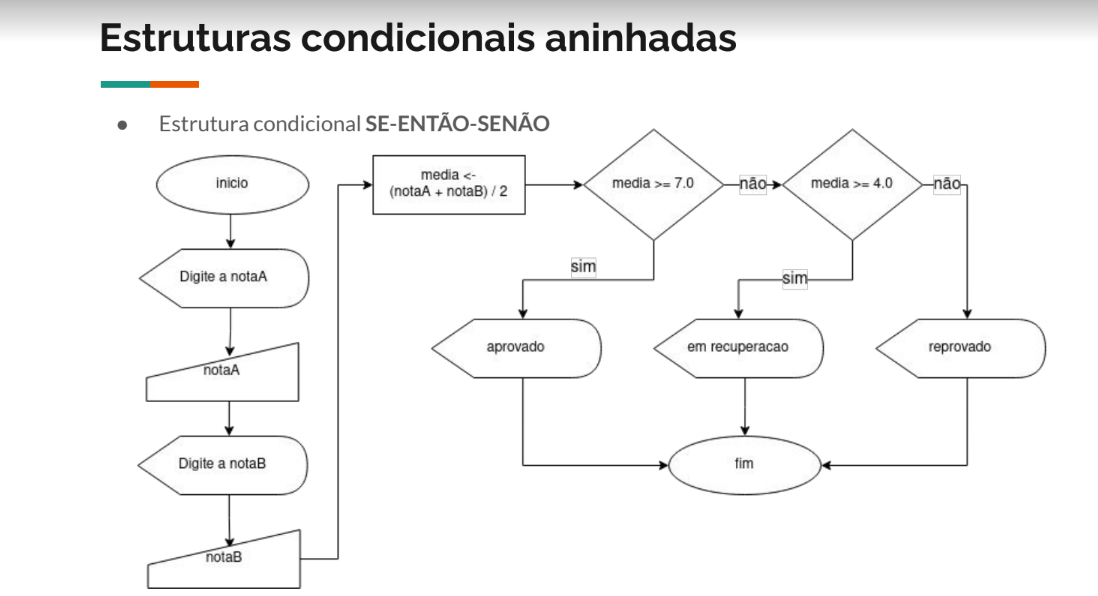 Estruturas condicionais aninhadas
● Estrutura condicional SE-ENTÃO-SENÃO
inicio
Digite a notaA
notaA
Digite a notaB
notaB
media <-
(notaA + notaB) / 2
media >= 7.0
não
media >= 4.0
não
sim
sim
aprovado
em recuperacao
reprovado
fim